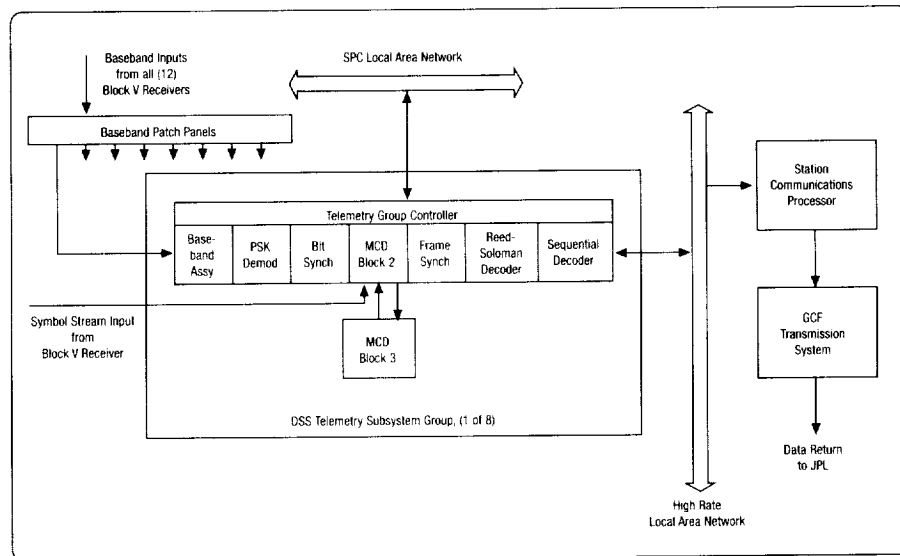 Baseband Inputs
from all (12)
Block V Receivers
SPC Local Area Network
Baseband Patch Panels
Station
Communications
Processor
Telemetry Group Controller
Base-
band
Assy
PSK
Demod
Bit
Synch
MCD
Block 2
Frame
Synch
Reed-
Soloman
Decoder
Sequential
Decoder
Symbol Stream Input
from
Block V Receiver
MCD
Block 3
GCF
Transmission
System
DSS Telemetry Subsystem Group, (1 of 8)
Data Return
to JPL
High Rate
Local Area Network